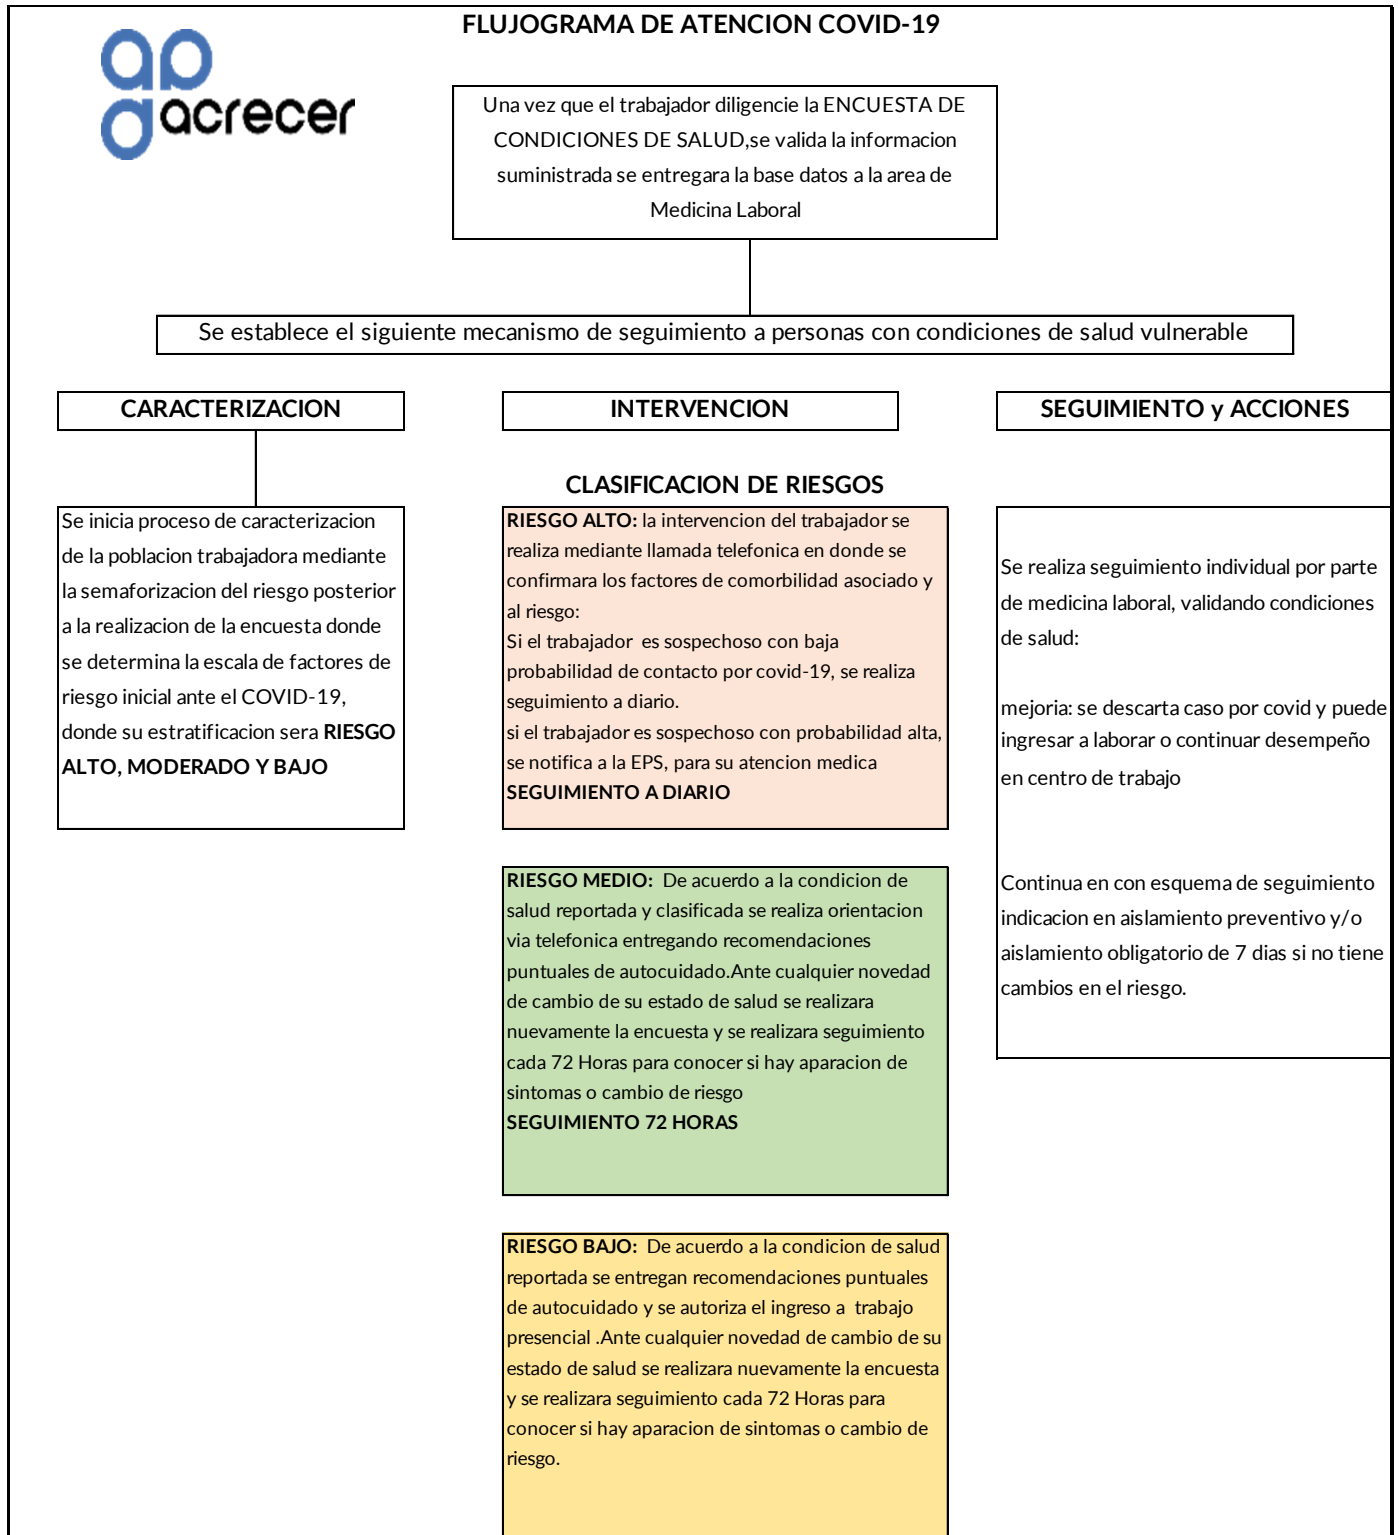 FLUJOGRAMA DE ATENCION COVID-19
acrecer
Una vez que el trabajador diligencie la ENCUESTA DE
CONDICIONES DE SALUD,se valida la informacion
suministrada se entregara la base datos a la area de
Medicina Laboral
Se establece el siguiente mecanismo de seguimiento a personas con condiciones de salud vulnerable
CARACTERIZACION
Se inicia proceso de caracterizacion
de la poblacion trabajadora mediante
la semaforizacion del riesgo posterior
a la realizacion de la encuesta donde
se determina la escala de factores de
riesgo inicial ante el COVID-19,
donde su estratificacion sera RIESGO
ALTO, MODERADO Y BAJO
INTERVENCION
CLASIFICACION DE RIESGOS
RIESGO ALTO: la intervencion del trabajador se
realiza mediante llamada telefonica en donde se
confirmara los factores de comorbilidad asociado y
al riesgo:
Si el trabajador es sospechoso con baja
probabilidad de contacto por covid-19, se realiza
seguimiento a diario.
si el trabajador es sospechoso con probabilidad alta,
se notifica a la EPS, para su atencion medica
SEGUIMIENTO A DIARIO
RIESGO MEDIO: De acuerdo a la condicion de
salud reportada y clasificada se realiza orientacion
via telefonica entregando recomendaciones
puntuales de autocuidado.Ante cualquier novedad
de cambio de su estado de salud se realizara
nuevamente la encuesta y se realizara seguimiento
cada 72 Horas para conocer si hay aparacion de
sintomas o cambio de riesgo
SEGUIMIENTO 72 HORAS
RIESGO BAJO: De acuerdo a la condicion de salud
reportada se entregan recomendaciones puntuales
de autocuidado y se autoriza el ingreso a trabajo
presencial .Ante cualquier novedad de cambio de su
estado de salud se realizara nuevamente la encuesta
y se realizara seguimiento cada 72 Horas para
conocer si hay aparacion de sintomas o cambio de
riesgo.
SEGUIMIENTO y ACCIONES
Se realiza seguimiento individual por parte
de medicina laboral, validando condiciones
de salud:
mejoria: se descarta caso por covid y puede
ingresar a laborar o continuar desempeño
en centro de trabajo
Continua en con esquema de seguimiento
indicacion en aislamiento preventivo y/o
aislamiento obligatorio de 7 dias si no tiene
cambios en el riesgo.